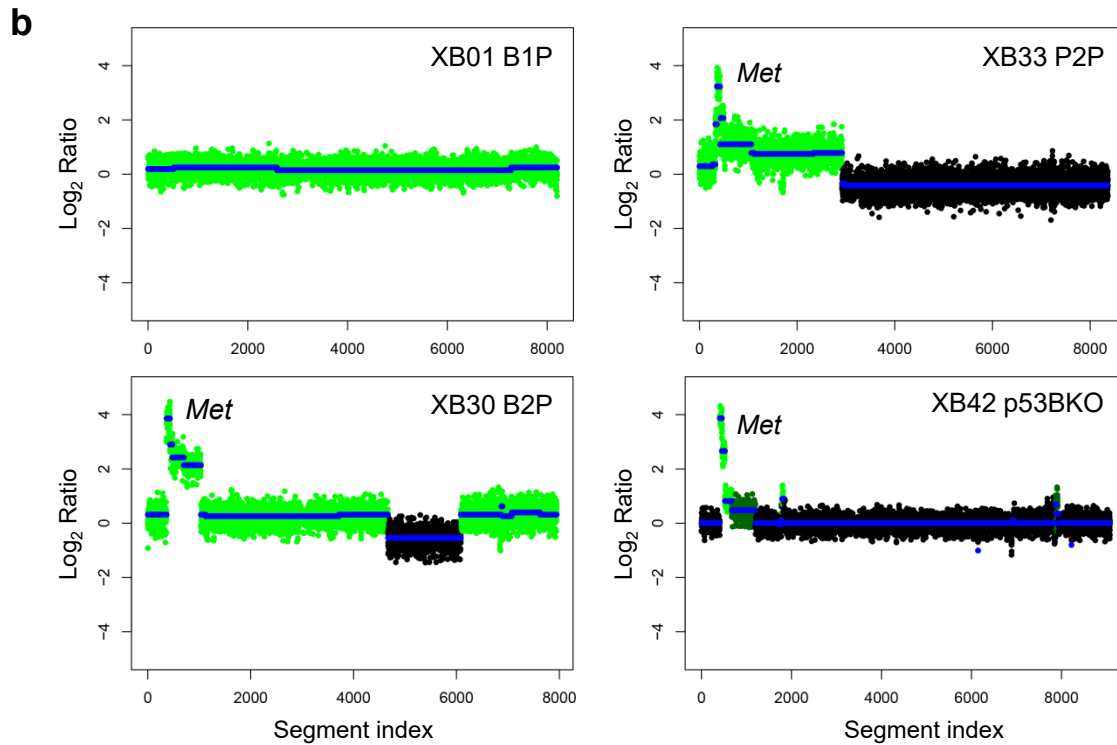 b
XB01 B1P
Log2 Ratio
4
2
0
−2
−4
0 2000 4000 6000 8000
XB33 P2P
Met
Log2 Ratio
4
2
0
−2
−4
0 2000 4000 6000 8000
XB30 B2P
Met
Log2 Ratio
4
2
0
−2
−4
0 2000 4000 6000 8000
Segment index
XB42 p53BKO
Met
Log2 Ratio
4
2
0
−2
−4
0 2000 4000 6000 8000
Segment index